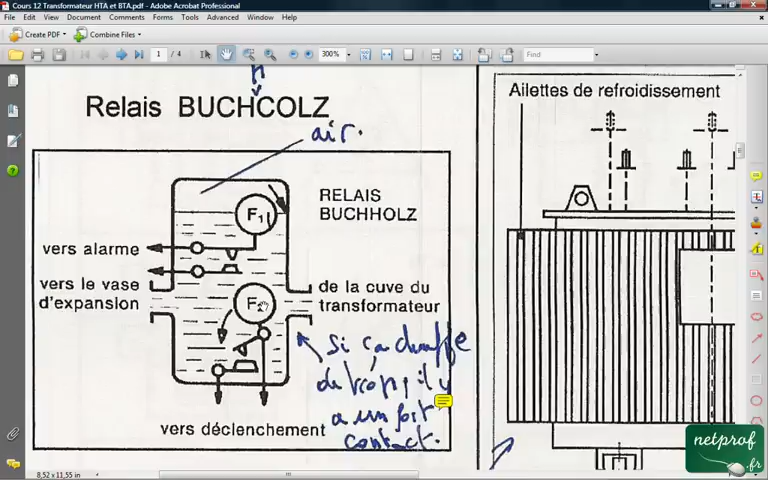 Cours 12 Transformateur HTA et BTA.pdf - Adobe Acrobat Professional
File Edit View Document Comments Forms Tools Advanced Window Help
Create PDF Combine Files
1 / 4 300% Find
h
Relais BUCHCOLZ
air.
RELAIS
BUCHHOLZ
F1
vers alarme
vers le vase
d'expansion
F2
de la cuve du
transformateur
si ça chauffe
de trop, il y
a un fort
contact.
vers déclenchement
Ailettes de refroidissement
8,52 x 11,55 in
netprof
.fr